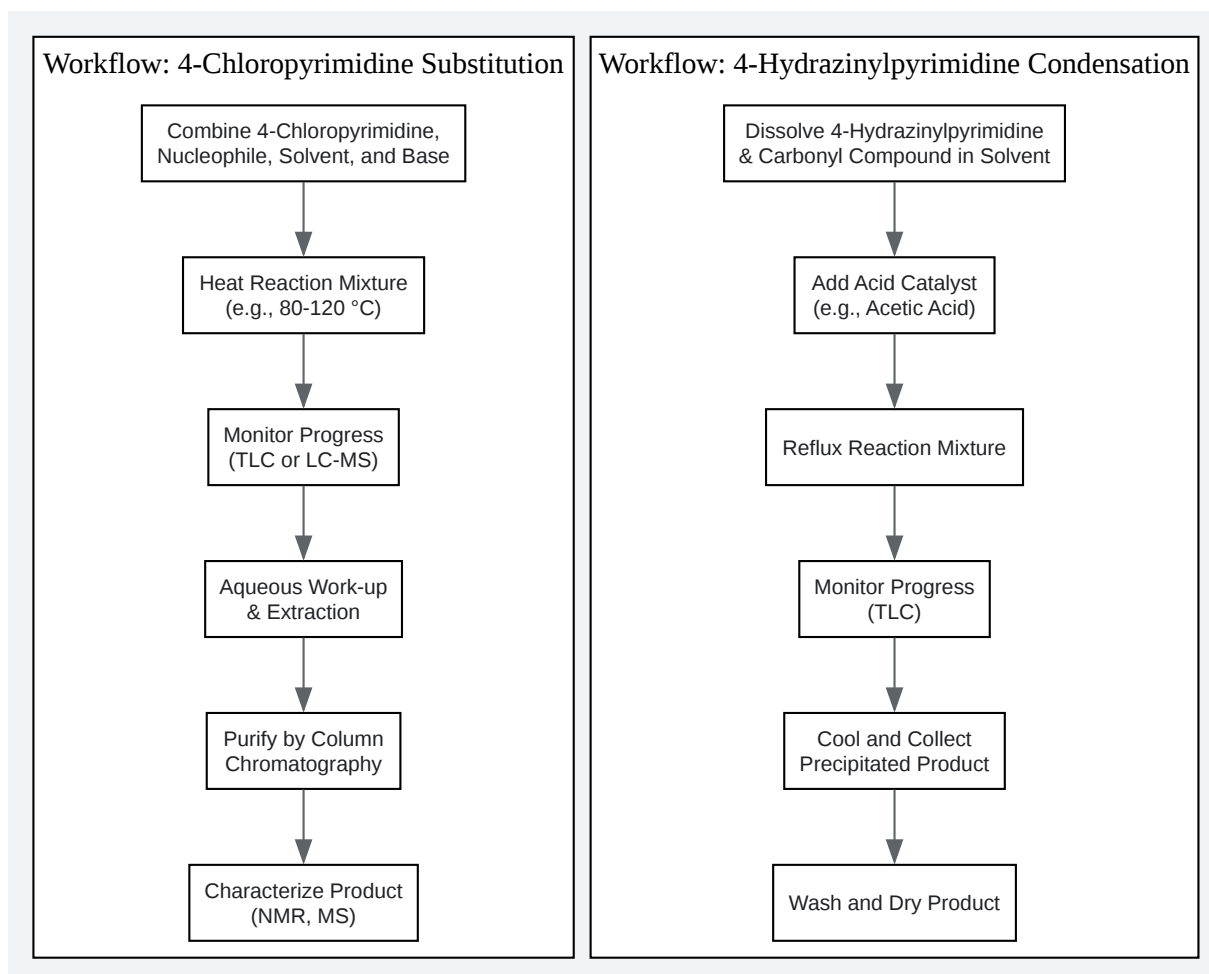 Workflow: 4-Chloropyrimidine Substitution
Combine 4-Chloropyrimidine,
Nucleophile, Solvent, and Base
Heat Reaction Mixture
(e.g., 80-120 °C)
Monitor Progress
(TLC or LC-MS)
Aqueous Work-up
& Extraction
Purify by Column
Chromatography
Characterize Product
(NMR, MS)
Workflow: 4-Hydrazinylpyrimidine Condensation
Dissolve 4-Hydrazinylpyrimidine
& Carbonyl Compound in Solvent
Add Acid Catalyst
(e.g., Acetic Acid)
Reflux Reaction Mixture
Monitor Progress
(TLC)
Cool and Collect
Precipitated Product
Wash and Dry Product